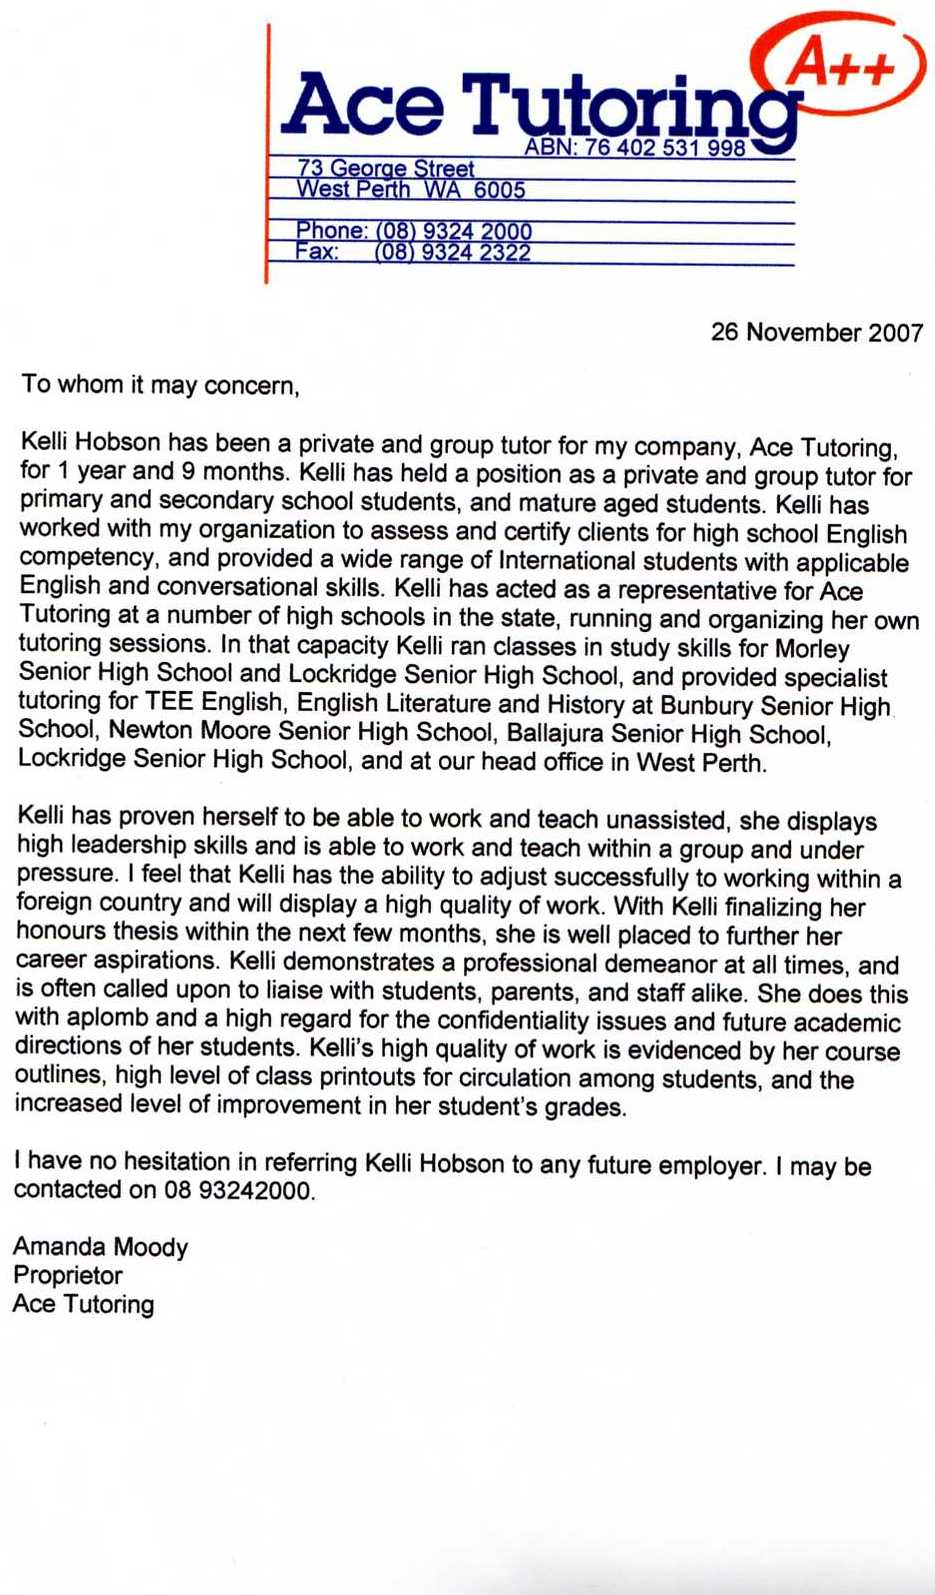 A++
Ace Tutoring
ABN: 76 402 531 998
73 George Street
West Perth WA 6005
Phone: (08) 9324 2000
Fax: (08) 9324 2322
26 November 2007
To whom it may concern,
Kelli Hobson has been a private and group tutor for my company, Ace Tutoring,
for 1 year and 9 months. Kelli has held a position as a private and group tutor for
primary and secondary school students, and mature aged students. Kelli has
worked with my organization to assess and certify clients for high school English
competency, and provided a wide range of International students with applicable
English and conversational skills. Kelli has acted as a representative for Ace
Tutoring at a number of high schools in the state, running and organizing her own
tutoring sessions. In that capacity Kelli ran classes in study skills for Morley
Senior High School and Lockridge Senior High School, and provided specialist
tutoring for TEE English, English Literature and History at Bunbury Senior High
School, Newton Moore Senior High School, Ballajura Senior High School,
Lockridge Senior High School, and at our head office in West Perth.
Kelli has proven herself to be able to work and teach unassisted, she displays
high leadership skills and is able to work and teach within a group and under
pressure. I feel that Kelli has the ability to adjust successfully to working within a
foreign country and will display a high quality of work. With Kelli finalizing her
honours thesis within the next few months, she is well placed to further her
career aspirations. Kelli demonstrates a professional demeanor at all times, and
is often called upon to liaise with students, parents, and staff alike. She does this
with aplomb and a high regard for the confidentiality issues and future academic
directions of her students. Kelli's high quality of work is evidenced by her course
outlines, high level of class printouts for circulation among students, and the
increased level of improvement in her student's grades.
I have no hesitation in referring Kelli Hobson to any future employer. I may be
contacted on 08 93242000.
Amanda Moody
Proprietor
Ace Tutoring